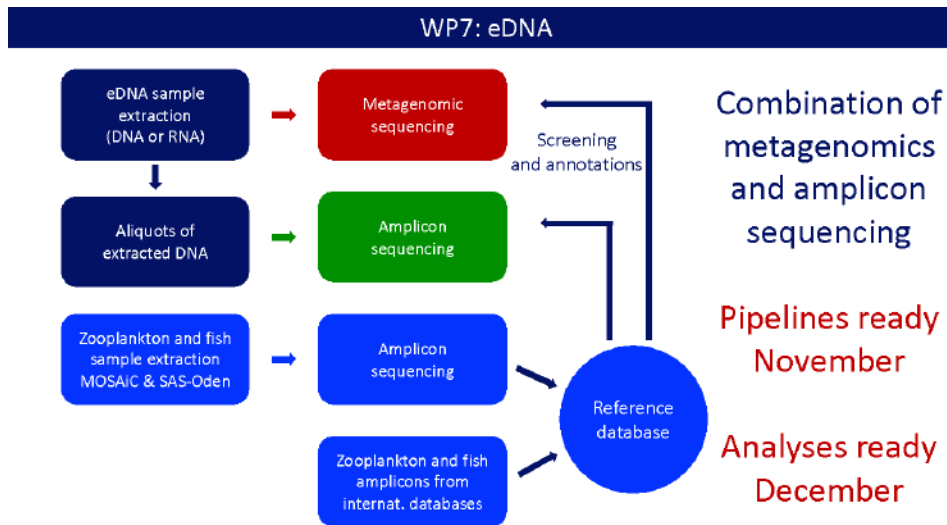 WP7: eDNA
eDNA sample
extraction
(DNA or RNA)
Metagenomic
sequencing
Screening
and annotations
Combination of
metagenomics
and amplicon
sequencing
Aliquots of
extracted DNA
Amplicon
sequencing
Zooplankton and fish
sample extraction
MOSAiC & SAS-Oden
Amplicon
sequencing
Reference
database
Pipelines ready
November
Zooplankton and fish
amplicons from
internat. databases
Analyses ready
December